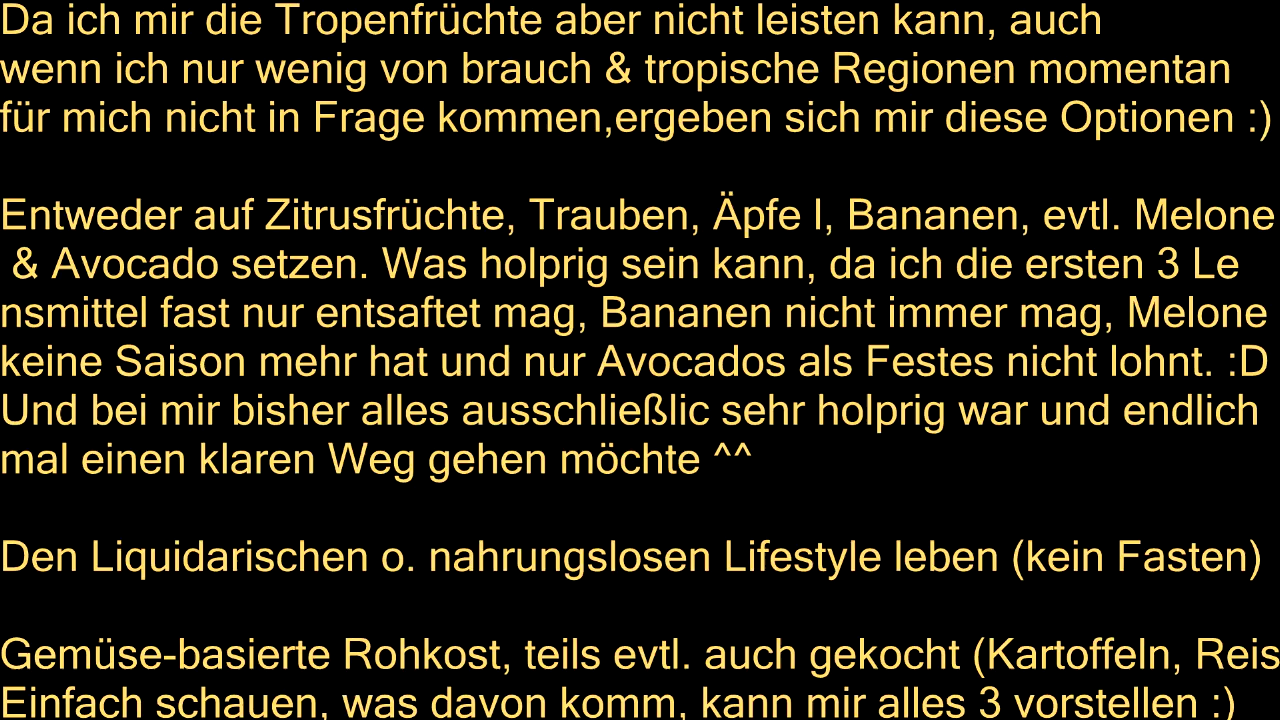 Da ich mir die Tropenfrüchte aber nicht leisten kann, auch
wenn ich nur wenig von brauch & tropische Regionen momentan
für mich nicht in Frage kommen,ergeben sich mir diese Optionen :)
Entweder auf Zitrusfrüchte, Trauben, Äpfe l, Bananen, evtl. Melone
& Avocado setzen. Was holprig sein kann, da ich die ersten 3 Le
nsmittel fast nur entsaftet mag, Bananen nicht immer mag, Melone
keine Saison mehr hat und nur Avocados als Festes nicht lohnt. :D
Und bei mir bisher alles ausschließlic sehr holprig war und endlich
mal einen klaren Weg gehen möchte ^^
Den Liquidarischen o. nahrungslosen Lifestyle leben (kein Fasten)
Gemüse-basierte Rohkost, teils evtl. auch gekocht (Kartoffeln, Reis
Einfach schauen, was davon komm, kann mir alles 3 vorstellen :)